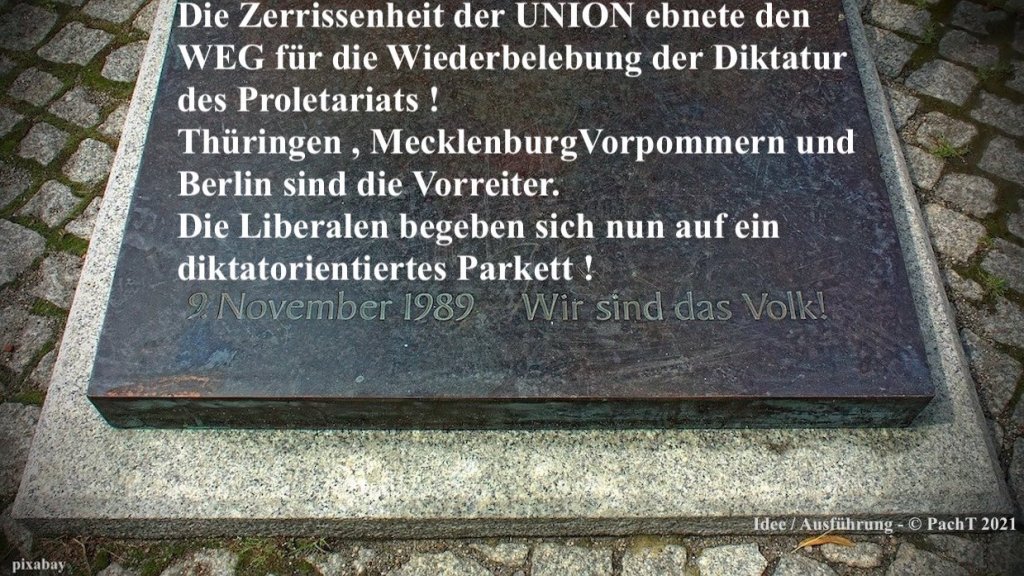 Die Zerrissenheit der UNION ebnete den
WEG für die Wiederbelebung der Diktatur
des Proletariats !
Thüringen , MecklenburgVorpommern und
Berlin sind die Vorreiter.
Die Liberalen begeben sich nun auf ein
diktatorientiertes Parkett !
9. November 1989 Wir sind das Volk!
Idee / Ausführung - © PachT 2021
pixabay